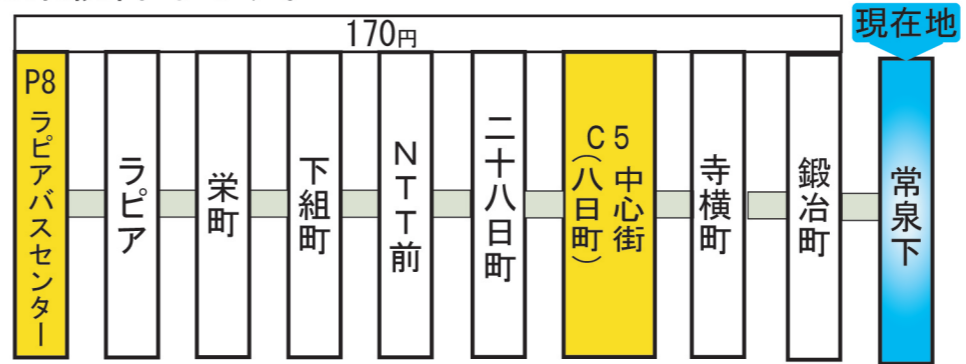 170円
現在地
P8 ラピアバスセンター
ラピア
栄町
下組町
NTT前
二十八日町
C5 中心街
(八日町)
寺横町
鍛冶町
常泉下